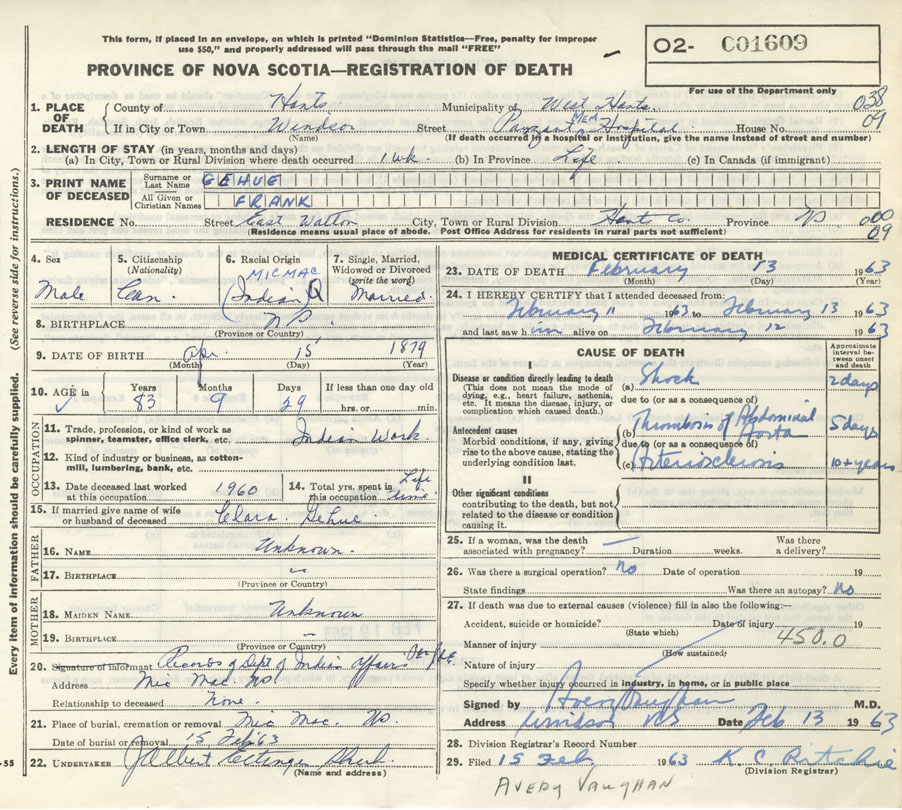 This form, if placed in an envelope, on which is printed "Dominion Statistics—Free, penalty for improper
use $50," and properly addressed will pass through the mail "FREE"
O2- C01609
PROVINCE OF NOVA SCOTIA—REGISTRATION OF DEATH
For use of the Department only
1. PLACE OF DEATH County of Hants Municipality of West Hants 038
If in City or Town Windsor Street Payzant Mem Hospital House No. 09
(Name) (If death occurred in a hospital or institution, give the name instead of street and number)
2. LENGTH OF STAY (in years, months and days)
(a) In City, Town or Rural Division where death occurred 1 wk. (b) In Province Life (c) In Canada (if immigrant)
3. PRINT NAME OF DECEASED Surname or Last Name GEHUE
All Given or Christian Names FRANK
RESIDENCE No. Street East Walton City, Town or Rural Division Hants Co. Province NS 000
(Residence means usual place of abode. Post Office Address for residents in rural parts not sufficient) 09
(See reverse side for instructions.)
Every item of information should be carefully supplied.
4. Sex
Male
5. Citizenship
(Nationality)
Can.
6. Racial Origin
MICMAC
(Indian)
7. Single, Married,
Widowed or Divorced
(write the word)
Married.
8. BIRTHPLACE NS.
(Province or Country)
9. DATE OF BIRTH Apr. 15 1879
(Month) (Day) (Year)
10. AGE in Years Months Days If less than one day old
83 9 29 hrs. or min.
OCCUPATION
11. Trade, profession, or kind of work as
spinner, teamster, office clerk, etc. Indian Work.
12. Kind of industry or business, as cotton-
mill, lumbering, bank, etc.
13. Date deceased last worked
at this occupation 1960
14. Total yrs. spent in
this occupation Life time
15. If married give name of wife
or husband of deceased Clara Gehue
FATHER
16. NAME Unknown.
17. BIRTHPLACE —
(Province or Country)
MOTHER
18. MAIDEN NAME Unknown
19. BIRTHPLACE —
(Province or Country)
20. Signature of informant Records of Dept of Indian Affairs
Address Mic Mac. NS
Relationship to deceased None.
21. Place of burial, cremation or removal Mic Mac. NS.
Date of burial or removal 15 Feb '63
22. UNDERTAKER
(Name and address)
-55
MEDICAL CERTIFICATE OF DEATH
23. DATE OF DEATH February 13 1963
(Month) (Day) (Year)
24. I HEREBY CERTIFY that I attended deceased from:
February 11 1963 to February 13 1963
and last saw him alive on February 12 1963
CAUSE OF DEATH
Approximate
interval be-
tween onset
and death
I
Disease or condition directly leading to death
(This does not mean the mode of
dying, e.g., heart failure, asthenia,
etc. It means the disease, injury, or
complication which caused death.)
(a) Shock 2 days
due to (or as a consequence of)
Antecedent causes
Morbid conditions, if any, giving
rise to the above cause, stating the
underlying condition last.
(b) Thrombosis of Abdominal Aorta 5 days
due to (or as a consequence of)
(c) Arteriosclerosis 10+ years
II
Other significant conditions
contributing to the death, but not
related to the disease or condition
causing it.
25. If a woman, was the death — Was there
associated with pregnancy? Duration weeks. a delivery?
26. Was there a surgical operation? No Date of operation 19
State findings Was there an autopsy? No
27. If death was due to external causes (violence) fill in also the following:—
Accident, suicide or homicide? Date of injury 19
(State which)
450.0
Manner of injury
(How sustained)
Nature of injury
Specify whether injury occurred in industry, in home, or in public place
Signed by Avery Vaughan M.D.
Address Windsor NS Date Feb 13 1963
28. Division Registrar's Record Number
29. Filed 15 Feb 1963 K C Ritchie
(Division Registrar)
AVERY VAUGHAN